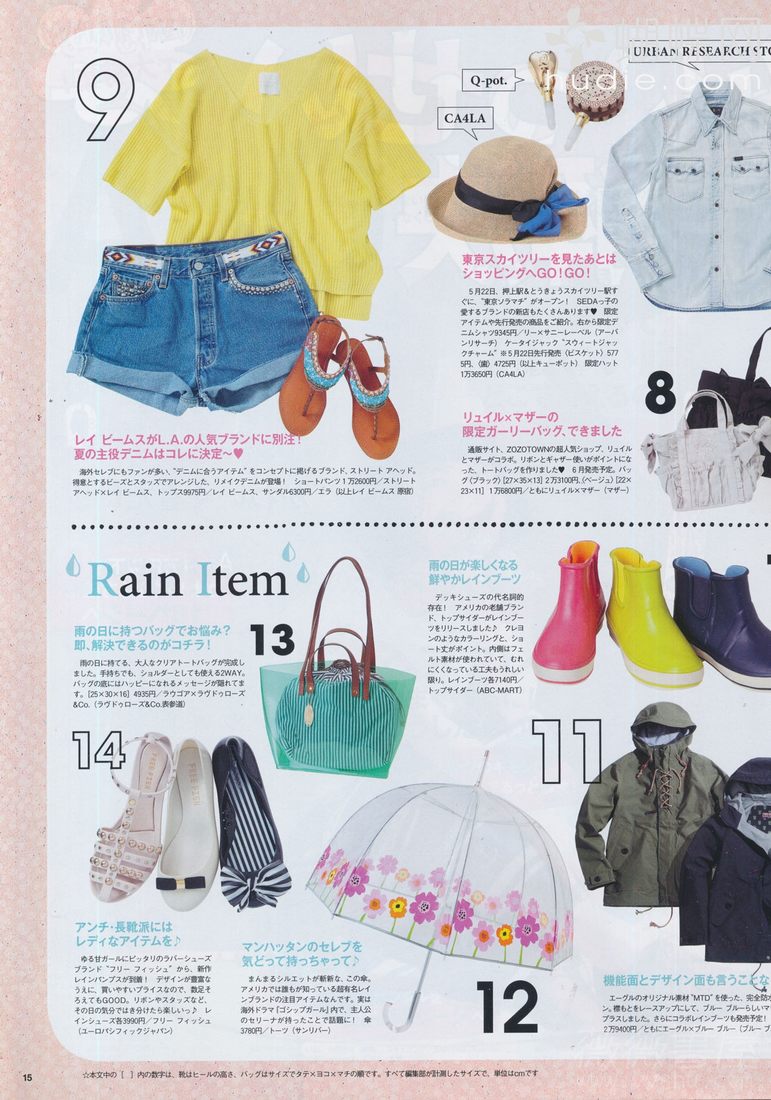 9
Q-pot.
URBAN RESEARCH STO
nudie.com
CA4LA
東京スカイツリーを見たあとは
ショッピングへGO!GO!
5月22日、押上駅&とうきょうスカイツリー駅す
ぐに、"東京ソラマチ"がオープン! SEDAっ子の
愛するブランドの新店もたくさんあります♥ 限定
アイテムや先行発売の商品をご紹介。右から限定デ
ニムシャツ9345円/リー×サニーレーベル(アーバ
ンリサーチ) ケータイジャック"スウィートジャッ
クチャーム"※5月22日先行発売〈ビスケット〉577
5円、〈歯〉4725円(以上キューポット) 限定ハット
1万3650円(CA4LA)
8
リュイル×マザーの
限定ガーリーバッグ、できました
通販サイト、ZOZOTOWNの超人気ショップ、リュイル
とマザーがコラボ。リボンとギャザー使いがポイントになっ
た、トートバッグを作りました♥ 6月発売予定。バッ
グ〈ブラック〉[27×35×13]2万3100円、〈ベージュ〉[22×
23×11] 1万6800円/ともにリュイル×マザー(マザー)
レイ ビームスがL.A.の人気ブランドに別注!
夏の主役デニムはコレに決定〜♥
海外セレブにもファンが多い、"デニムに合うアイテム"をコンセプトに掲げるブランド、ストリート アヘッド。
得意とするビーズとスタッズでアレンジした、リメイクデニムが登場! ショートパンツ1万2600円/ストリート
アヘッド×レイ ビームス、トップス9975円/レイ ビームス、サンダル6300円/エラ(以上レイ ビームス 原宿)
Rain Item
雨の日に持つバッグでお悩み?
即、解決できるのがコチラ!
雨の日に持てる、大人なクリアトートバッグが完成し
ました。手持ちでも、ショルダーとしても使える2WAY。
バッグの底にはハッピーになれるメッセージが隠れてま
す。[25×30×16] 4935円/ラウゴア×ラヴドゥローズ
&Co.(ラヴドゥローズ&Co.表参道)
13
雨の日が楽しくなる
鮮やかレインブーツ
デッキシューズの代名詞的
存在! アメリカの老舗ブラン
ド、トップサイダーがレインブー
ツをリリースしました♪ クレヨ
ンのようなカラーリングと、ショ
ート丈がポイント。内側はフェ
ルト素材が使われていて、むれ
にくくなっている工夫もうれしい
限り。レインブーツ各7140円/
トップサイダー(ABC-MART)
14
11
アンチ・長靴派には
レディなアイテムを♪
ゆる甘ガールにピッタリのラバーシューズ
ブランド"フリー フィッシュ"から、新作
レインパンプスが到着! デザインが豊富な
うえに、買いやすいプライスなので、数足そ
ろえてもGOOD。リボンやスタッズなど、
その日の気分ではき分けたら楽しいっ♪ レ
インシューズ各3990円/フリー フィッシュ
(ユーロパシフィックジャパン)
マンハッタンのセレブを
気どって持っちゃって♪
まんまるシルエットが斬新な、この傘。
アメリカでは誰もが知っている超有名レイ
ンブランドの注目アイテムなんです。実は
海外ドラマ『ゴシップガール』内で、主人公
のセリーナが持ったことで話題に! 傘
3780円/トーツ(サンリバー)
12
機能面とデザイン面も言うことな
エーグルのオリジナル素材"MTD"を使った、完全防水
ン。襟もとをレースアップにして、ブルー ブルーらしいマ
プラスしました。さらにコラボレインブーツも発売予定!
2万9400円/ともにエーグル×ブルー ブルー(ブルー ブ
15
☆本文中の[ ]内の数字は、靴はヒールの高さ、バッグはサイズでタテ×ヨコ×マチの順です。すべて編集部が計測したサイズで、単位はcmです